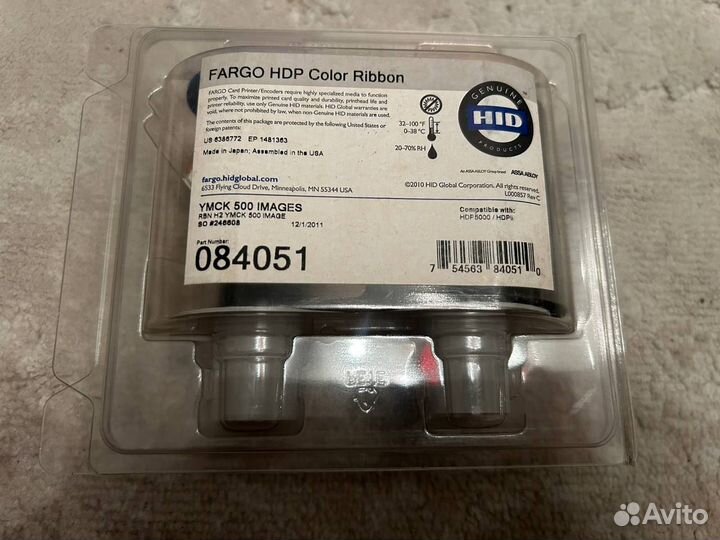 FARGO HDP Color Ribbon
FARGO Card Printer/Encoders require highly specialized media to function
properly. To maximize printed card quality and durability, printhead life and
printer reliability, use only Genuine HID materials. HID Global warranties are
void, where not prohibited by law, when non-Genuine HID materials are used.
The contents of this package are protected by the following United States or
foreign patents:
US 6386772 EP 1481363
Made in Japan; Assembled in the USA
fargo.hidglobal.com
6533 Flying Cloud Drive, Minneapolis, MN 55344 USA
32-100°F
0-38°C
20-70% RH
GENUINE
HID
PRODUCTS
An ASSA ABLOY Group brand
ASSA ABLOY
©2010 HID Global Corporation. All rights reserved.
L000857 Rev C
YMCK 500 IMAGES
RBN H2 YMCK 500 IMAGE
SO #246608 12/1/2011
Part Number:
084051
Compatible with:
HDP5000 / HDPii
7 54563 84051 0
Avito